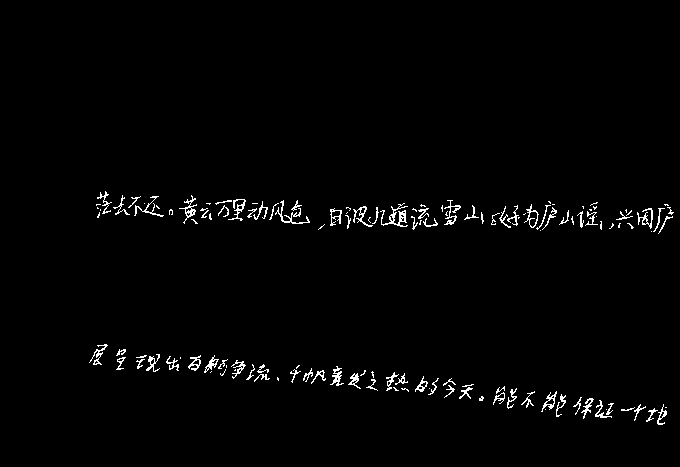 茫去不还。黄云万里动风色,白波九道流雪山。好为庐山谣,兴因庐
展呈现出百舸争流、千帆竞发之热的今天。能不能保证一个地